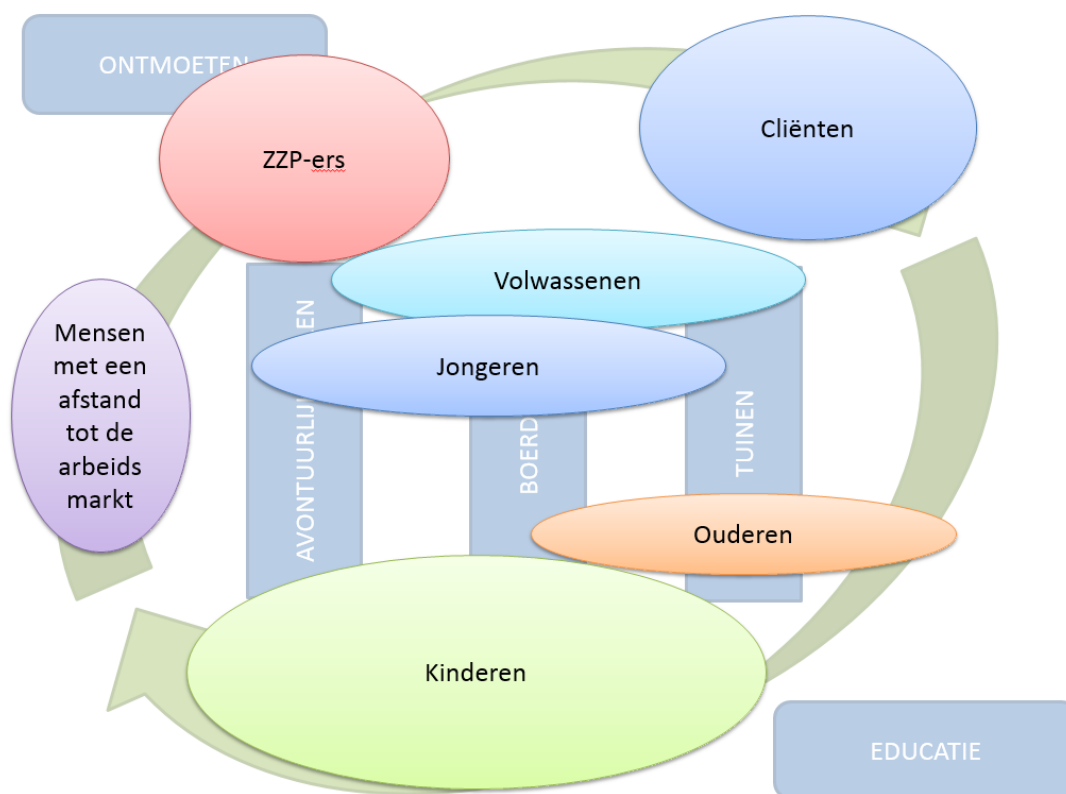 ONTMOETEN
ZZP-ers
Cliënten
Volwassenen
Jongeren
Mensen
met een
afstand
tot de
arbeids
markt
TUINEN
Ouderen
Kinderen
EDUCATIE